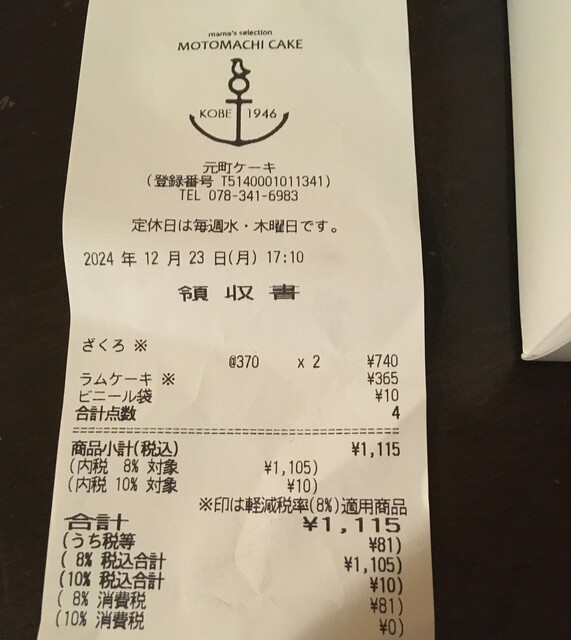 mama's selection
MOTOMACHI CAKE
KOBE 1946
元町ケーキ
(登録番号 T5140001011341)
TEL 078-341-6983
定休日は毎週水・木曜日です。
2024 年 12 月 23 日(月) 17:10
領収書
ざくろ ※
@370 x 2 ¥740
ラムケーキ ※ ¥365
ビニール袋 ¥10
合計点数 4
商品小計(税込) ¥1,115
(内税 8% 対象 ¥1,105)
(内税 10% 対象 ¥10)
※印は軽減税率(8%)適用商品
合計 ¥1,115
(うち税等 ¥81)
( 8% 税込合計 ¥1,105)
(10% 税込合計 ¥10)
( 8% 消費税 ¥81)
(10% 消費税 ¥0)